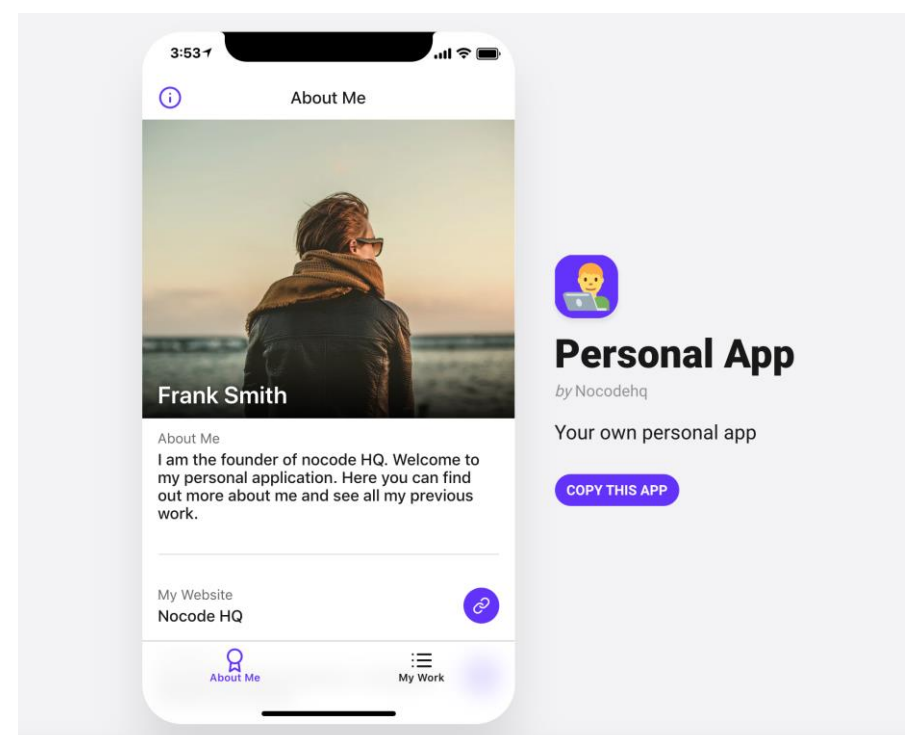 3:53
About Me
Frank Smith
About Me
I am the founder of nocode HQ. Welcome to
my personal application. Here you can find
out more about me and see all my previous
work.
My Website
Nocode HQ
About Me
My Work
Personal App
by Nocodehq
Your own personal app
COPY THIS APP